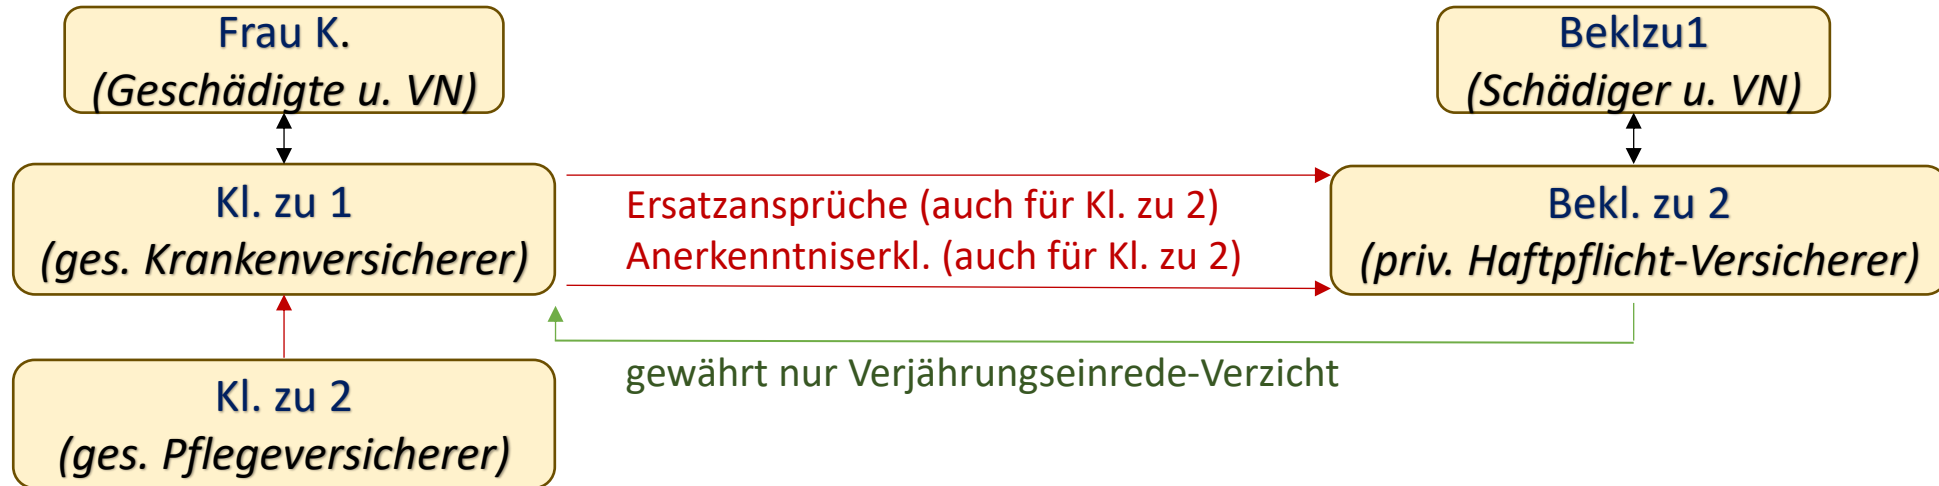 Frau K.
(Geschädigte u. VN)
Beklzu1
(Schädiger u. VN)
Kl. zu 1
(ges. Krankenversicherer)
Ersatzansprüche (auch für Kl. zu 2)
Anerkenntniserkl. (auch für Kl. zu 2)
Bekl. zu 2
(priv. Haftpflicht-Versicherer)
gewährt nur Verjährungseinrede-Verzicht
Kl. zu 2
(ges. Pflegeversicherer)